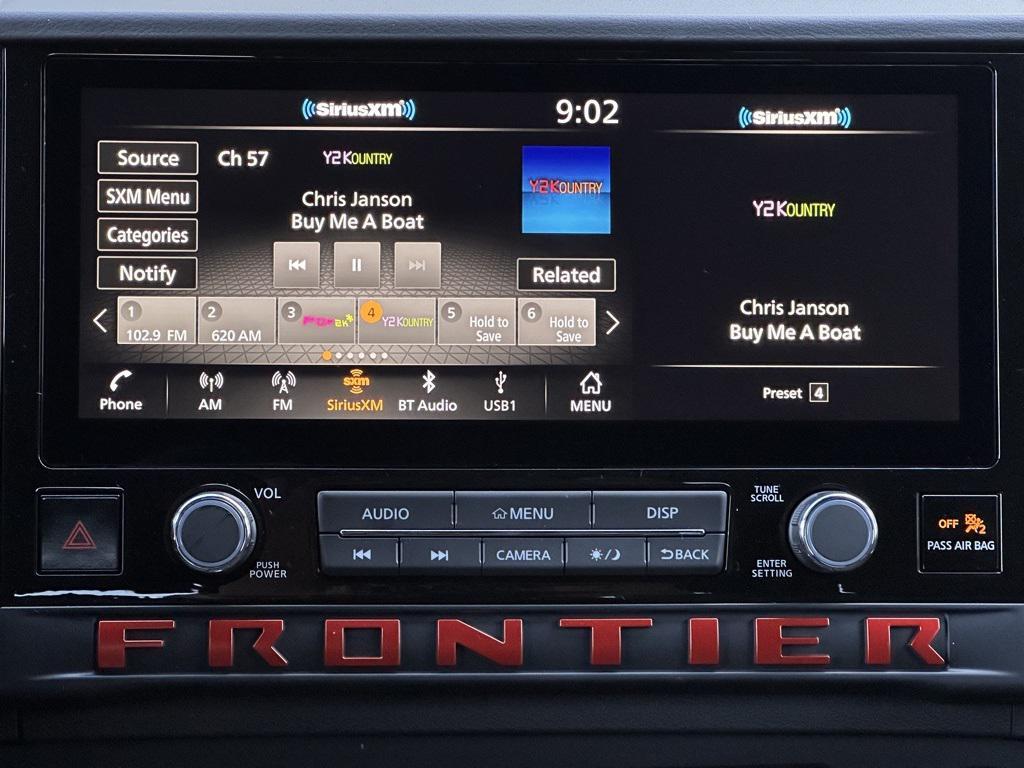 SiriusXM
9:02
SiriusXM
Source
Ch 57
Y2KOUNTRY
Y2KOUNTRY
SXM Menu
Chris Janson
Buy Me A Boat
Categories
Notify
Related
Y2KOUNTRY
Chris Janson
Buy Me A Boat
Preset 4
1 102.9 FM
2 620 AM
3
4 Y2KOUNTRY
5 Hold to Save
6 Hold to Save
Phone
AM
FM
sxm
SiriusXM
BT Audio
USB1
MENU
VOL
PUSH
POWER
AUDIO
MENU
DISP
CAMERA
BACK
TUNE
SCROLL
ENTER
SETTING
OFF 2
PASS AIR BAG
FRONTIER